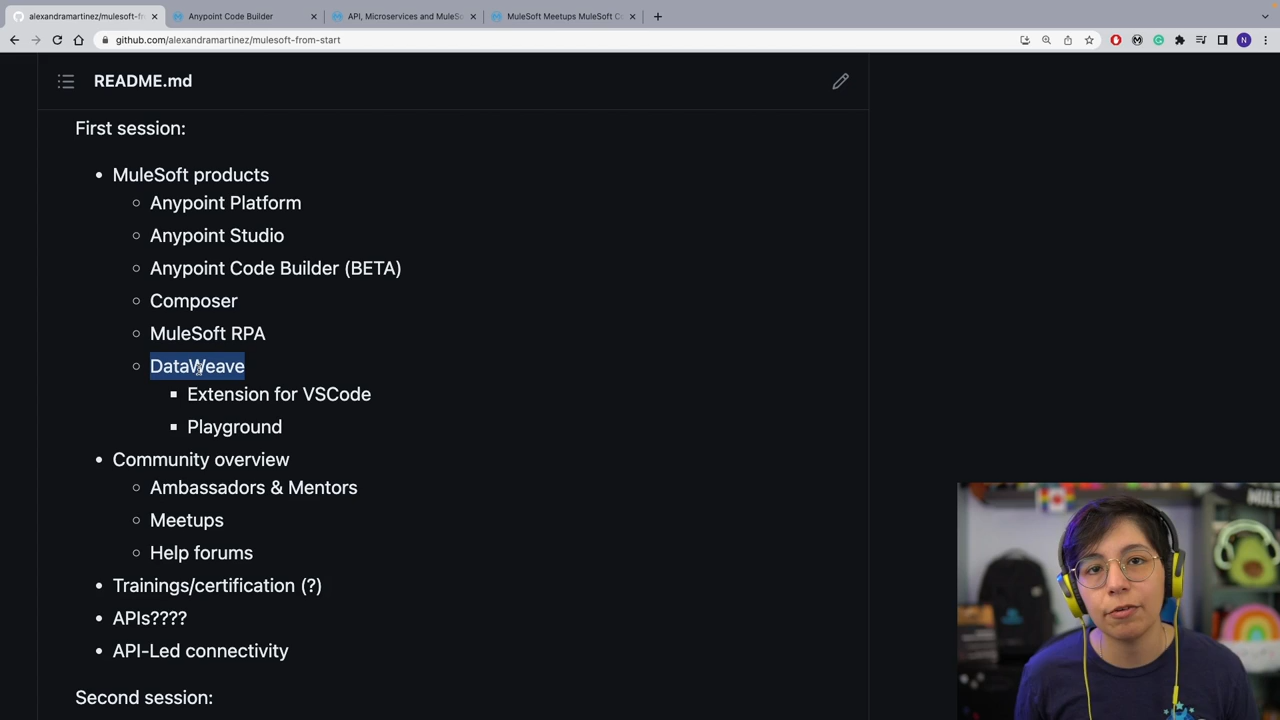 alexandramartinez/mulesoft-fr
Anypoint Code Builder
API, Microservices and MuleSo
MuleSoft Meetups MuleSoft C
github.com/alexandramartinez/mulesoft-from-start
N
README.md
First session:
MuleSoft products
Anypoint Platform
Anypoint Studio
Anypoint Code Builder (BETA)
Composer
MuleSoft RPA
DataWeave
Extension for VSCode
Playground
Community overview
Ambassadors & Mentors
Meetups
Help forums
Trainings/certification (?)
APIs????
API-Led connectivity
Second session: